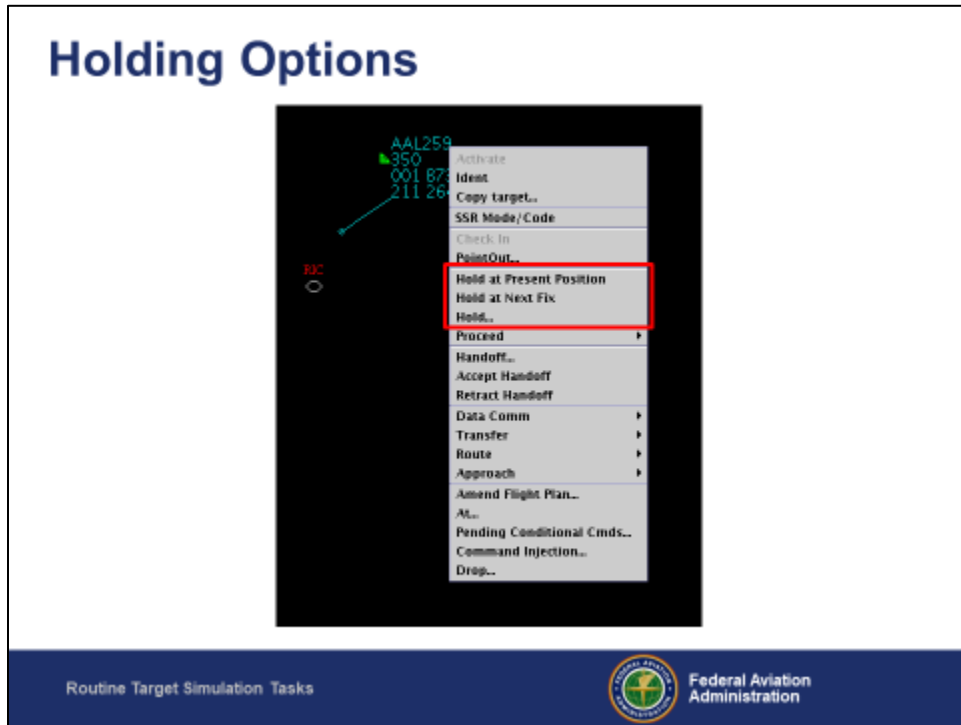 Holding Options
AAL259
350
001 873
211 264
RIC
Activate
Ident
Copy target...
SSR Mode/Code
Check In
PointOut...
Hold at Present Position
Hold at Next Fix
Hold...
Proceed
Handoff...
Accept Handoff
Retract Handoff
Data Comm
Transfer
Route
Approach
Amend Flight Plan...
At...
Pending Conditional Cmds...
Command Injection...
Drop...
Routine Target Simulation Tasks
Federal Aviation
Administration